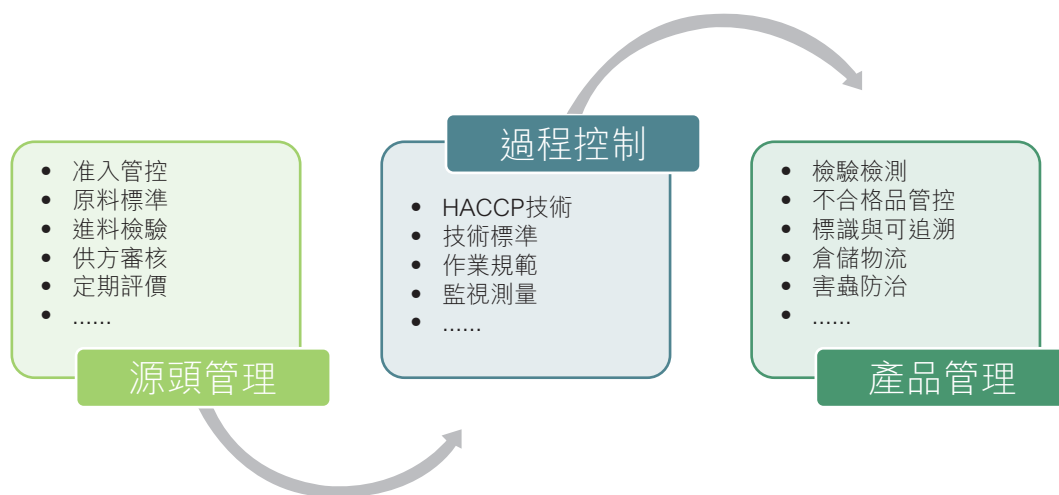 • 准入管控
• 原料標準
• 進料檢驗
• 供方審核
• 定期評價
• ......
源頭管理
過程控制
• HACCP技術
• 技術標準
• 作業規範
• 監視測量
• ......
• 檢驗檢測
• 不合格品管控
• 標識與可追溯
• 倉儲物流
• 害蟲防治
• ......
產品管理